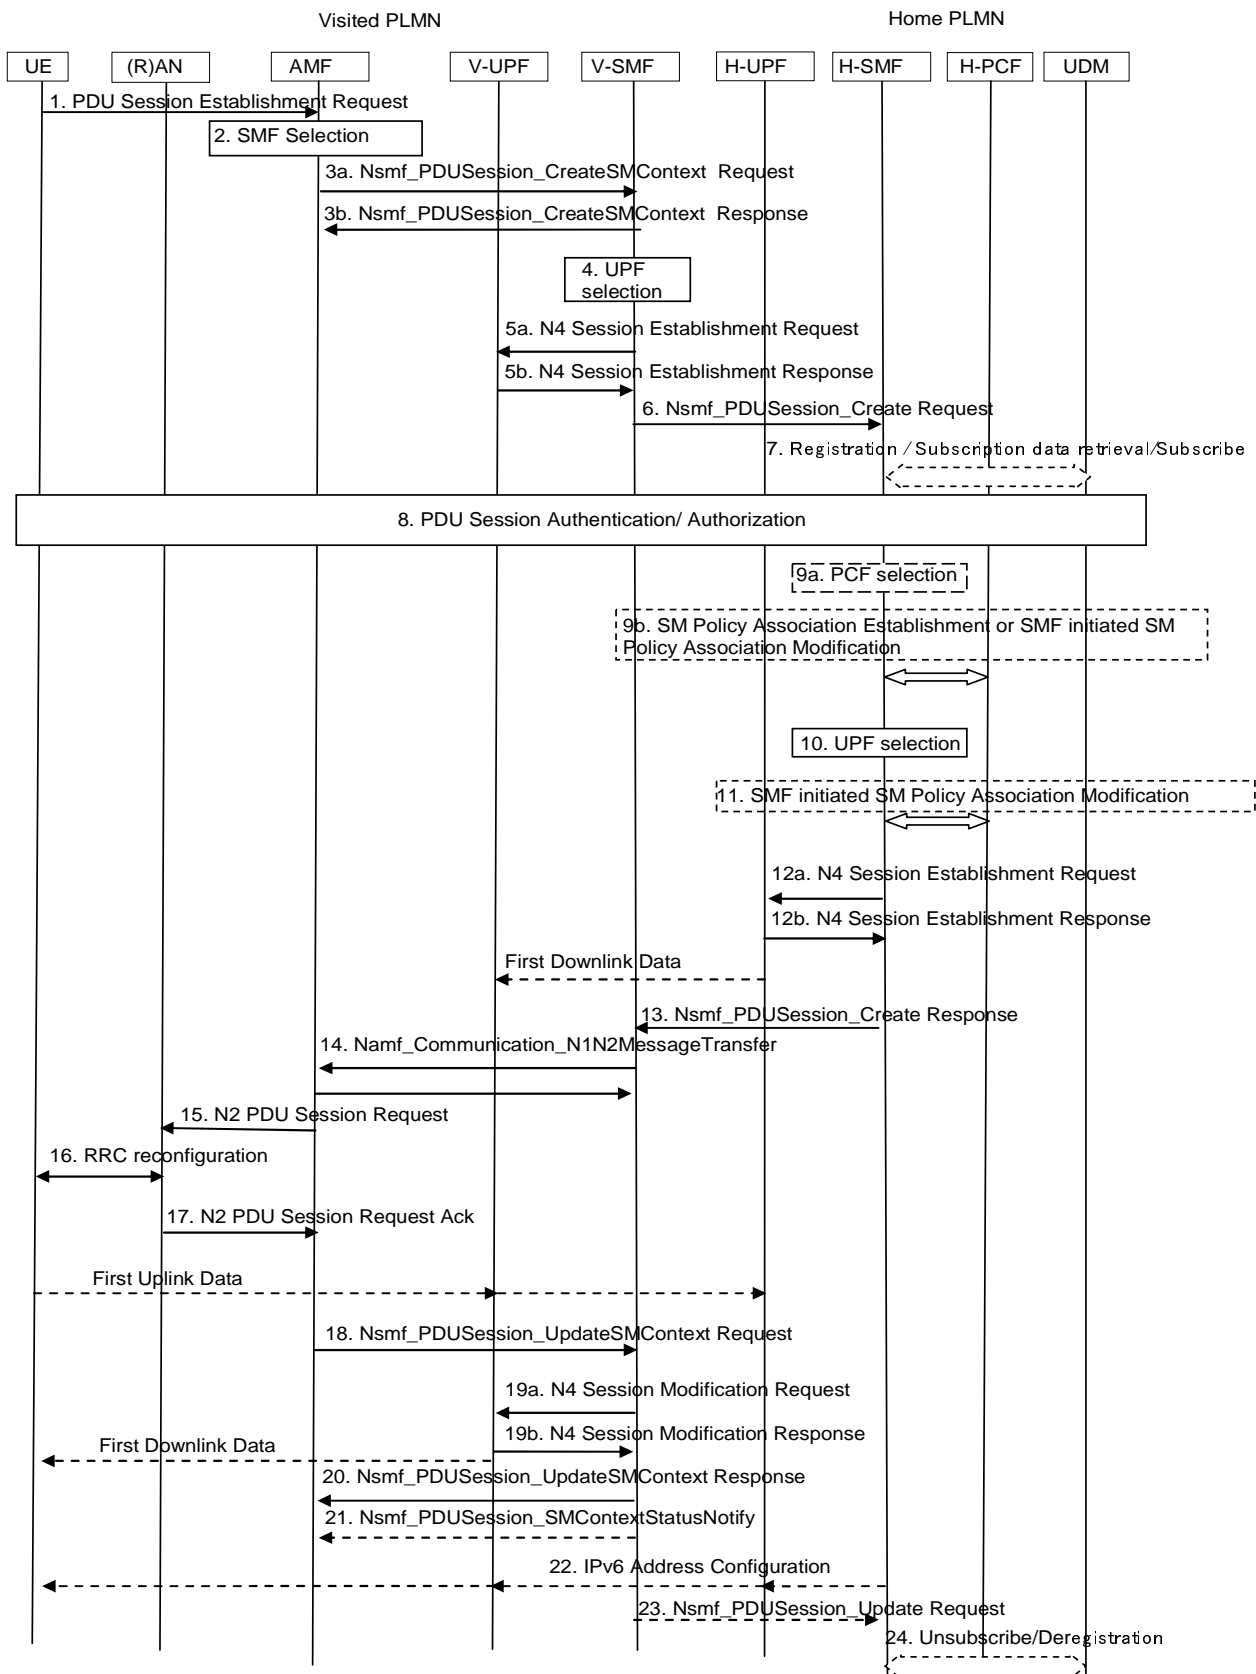 Visited PLMN
Home PLMN
UE
(R)AN
AMF
V-UPF
V-SMF
H-UPF
H-SMF
H-PCF
UDM
1. PDU Session Establishment Request
2. SMF Selection
3a. Nsmf_PDUSession_CreateSMContext Request
3b. Nsmf_PDUSession_CreateSMContext Response
4. UPF
selection
5a. N4 Session Establishment Request
5b. N4 Session Establishment Response
6. Nsmf_PDUSession_Create Request
7. Registration / Subscription data retrieval/Subscribe
8. PDU Session Authentication/ Authorization
9a. PCF selection
9b. SM Policy Association Establishment or SMF initiated SM
Policy Association Modification
10. UPF selection
11. SMF initiated SM Policy Association Modification
12a. N4 Session Establishment Request
12b. N4 Session Establishment Response
First Downlink Data
13. Nsmf_PDUSession_Create Response
14. Namf_Communication_N1N2MessageTransfer
15. N2 PDU Session Request
16. RRC reconfiguration
17. N2 PDU Session Request Ack
First Uplink Data
18. Nsmf_PDUSession_UpdateSMContext Request
19a. N4 Session Modification Request
19b. N4 Session Modification Response
First Downlink Data
20. Nsmf_PDUSession_UpdateSMContext Response
21. Nsmf_PDUSession_SMContextStatusNotify
22. IPv6 Address Configuration
23. Nsmf_PDUSession_Update Request
24. Unsubscribe/Deregistration